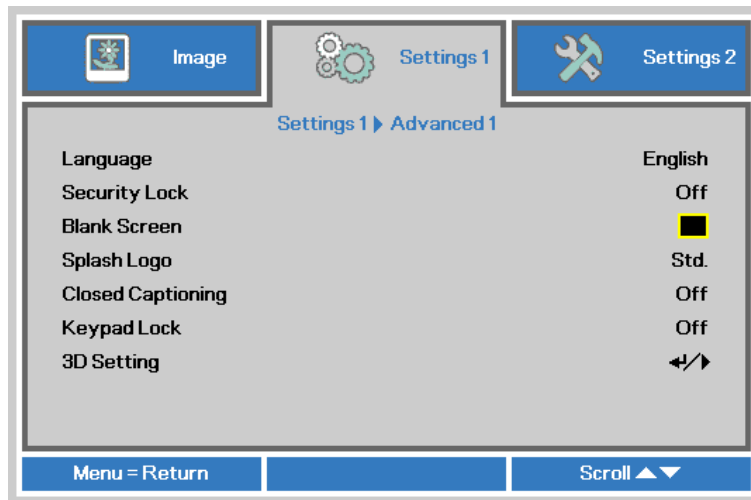 Image
Settings 1
Settings 2
Settings 1 ▶ Advanced 1
Language English
Security Lock Off
Blank Screen
Splash Logo Std.
Closed Captioning Off
Keypad Lock Off
3D Setting ↵/▶
Menu = Return
Scroll ▲▼